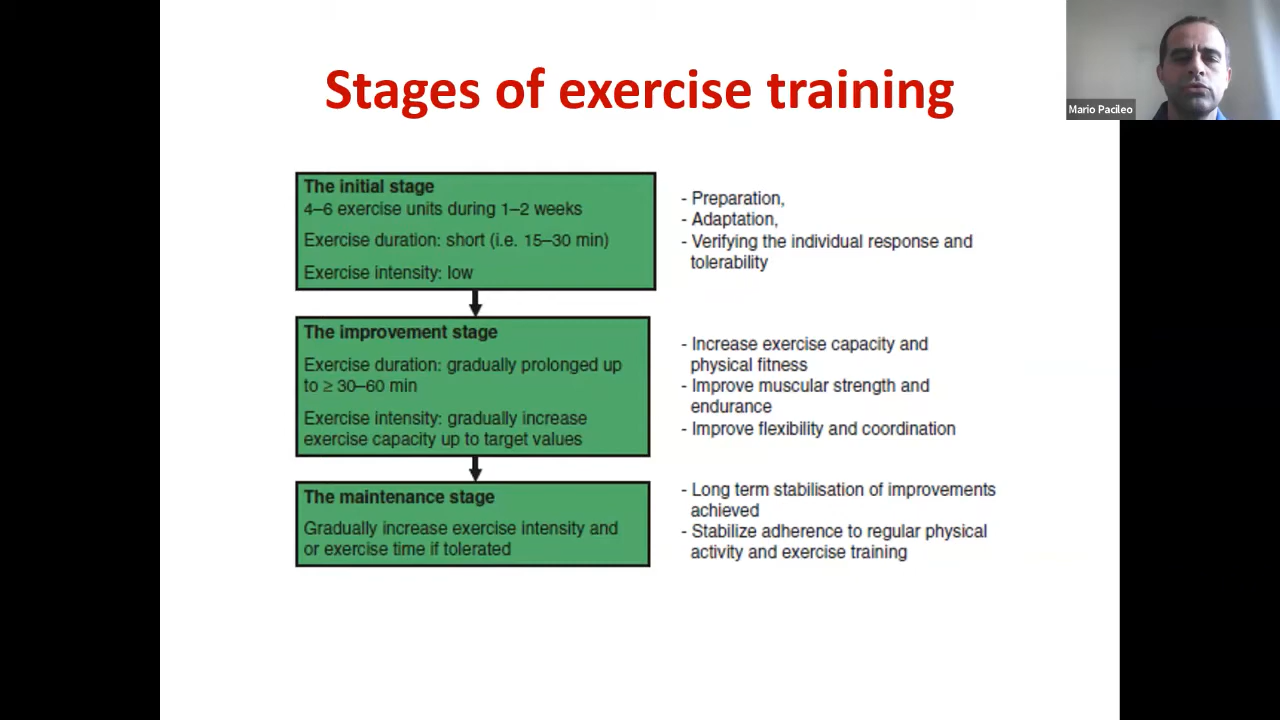 Stages of exercise training
Mario Pacileo
The initial stage
4–6 exercise units during 1–2 weeks
Exercise duration: short (i.e. 15–30 min)
Exercise intensity: low
- Preparation,
- Adaptation,
- Verifying the individual response and
tolerability
The improvement stage
Exercise duration: gradually prolonged up
to ≥ 30–60 min
Exercise intensity: gradually increase
exercise capacity up to target values
- Increase exercise capacity and
physical fitness
- Improve muscular strength and
endurance
- Improve flexibility and coordination
The maintenance stage
Gradually increase exercise intensity and
or exercise time if tolerated
- Long term stabilisation of improvements
achieved
- Stabilize adherence to regular physical
activity and exercise training